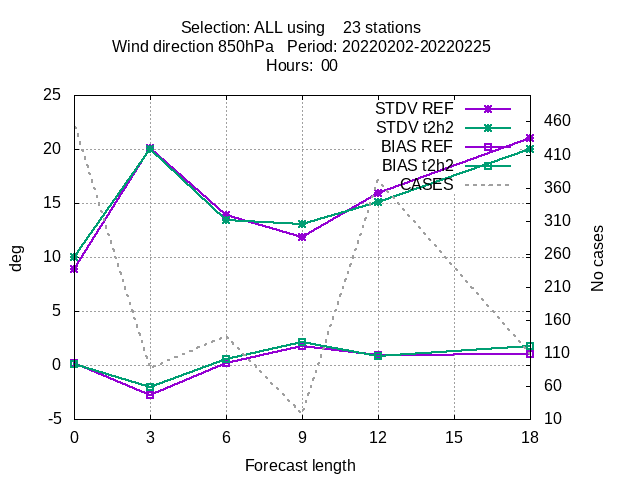 Selection: ALL using    23 stations
Wind direction 850hPa   Period: 20220202-20220225
Hours:  00
STDV REF
STDV t2h2
BIAS REF
BIAS t2h2
CASES
25
20
15
10
5
0
-5
deg
460
410
360
310
260
210
160
110
60
10
No cases
0 3 6 9 12 15 18
Forecast length